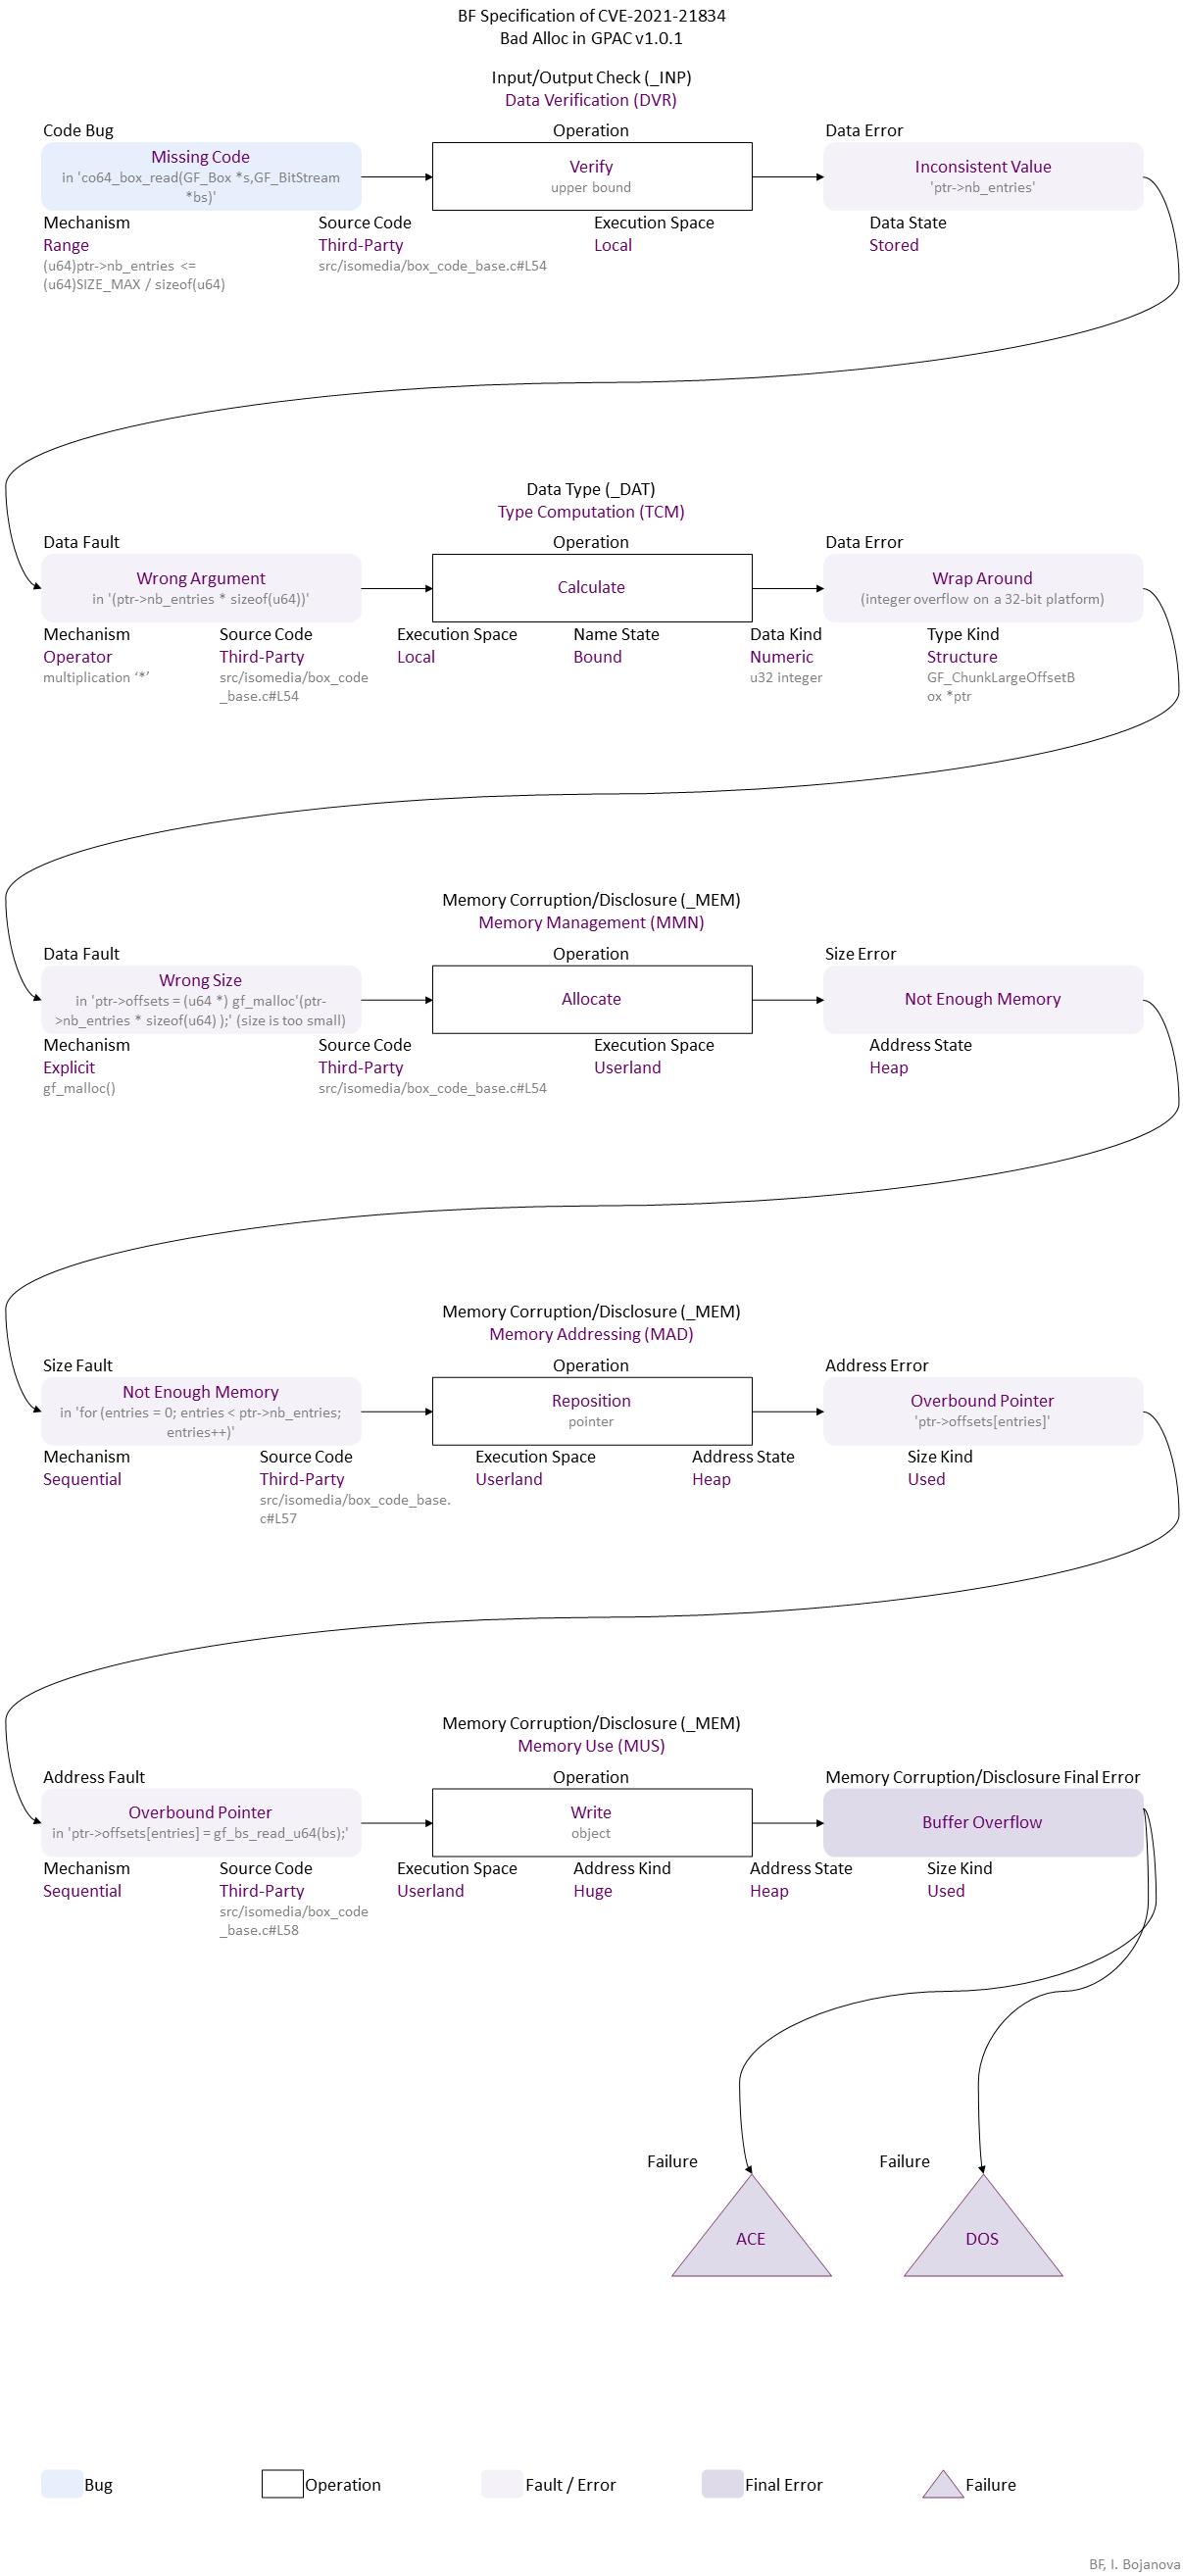 BF Specification of CVE-2021-21834
Bad Alloc in GPAC v1.0.1
Input/Output Check (_INP)
Data Verification (DVR)
Code Bug
Operation
Data Error
Missing Code
in 'co64_box_read(GF_Box *s,GF_BitStream
*bs)'
Verify
upper bound
Inconsistent Value
'ptr->nb_entries'
Mechanism
Source Code
Execution Space
Data State
Range
Third-Party
Local
Stored
(u64)ptr->nb_entries <=
(u64)SIZE_MAX / sizeof(u64)
src/isomedia/box_code_base.c#L54
Data Type (_DAT)
Type Computation (TCM)
Data Fault
Operation
Data Error
Wrong Argument
in '(ptr->nb_entries * sizeof(u64))'
Calculate
Wrap Around
(integer overflow on a 32-bit platform)
Mechanism
Source Code
Execution Space
Name State
Data Kind
Type Kind
Operator
Third-Party
Local
Bound
Numeric
Structure
multiplication ‘*’
src/isomedia/box_code
_base.c#L54
u32 integer
GF_ChunkLargeOffsetB
ox *ptr
Memory Corruption/Disclosure (_MEM)
Memory Management (MMN)
Data Fault
Operation
Size Error
Wrong Size
in 'ptr->offsets = (u64 *) gf_malloc'(ptr-
>nb_entries * sizeof(u64) );' (size is too small)
Allocate
Not Enough Memory
Mechanism
Source Code
Execution Space
Address State
Explicit
Third-Party
Userland
Heap
gf_malloc()
src/isomedia/box_code_base.c#L54
Memory Corruption/Disclosure (_MEM)
Memory Addressing (MAD)
Size Fault
Operation
Address Error
Not Enough Memory
in 'for (entries = 0; entries < ptr->nb_entries;
entries++)'
Reposition
pointer
Overbound Pointer
'ptr->offsets[entries]'
Mechanism
Source Code
Execution Space
Address State
Size Kind
Sequential
Third-Party
Userland
Heap
Used
src/isomedia/box_code_base.
c#L57
Memory Corruption/Disclosure (_MEM)
Memory Use (MUS)
Address Fault
Operation
Memory Corruption/Disclosure Final Error
Overbound Pointer
in 'ptr->offsets[entries] = gf_bs_read_u64(bs);'
Write
object
Buffer Overflow
Mechanism
Source Code
Execution Space
Address Kind
Address State
Size Kind
Sequential
Third-Party
Userland
Huge
Heap
Used
src/isomedia/box_code
_base.c#L58
Failure
Failure
ACE
DOS
Bug
Operation
Fault / Error
Final Error
Failure
BF, I. Bojanova